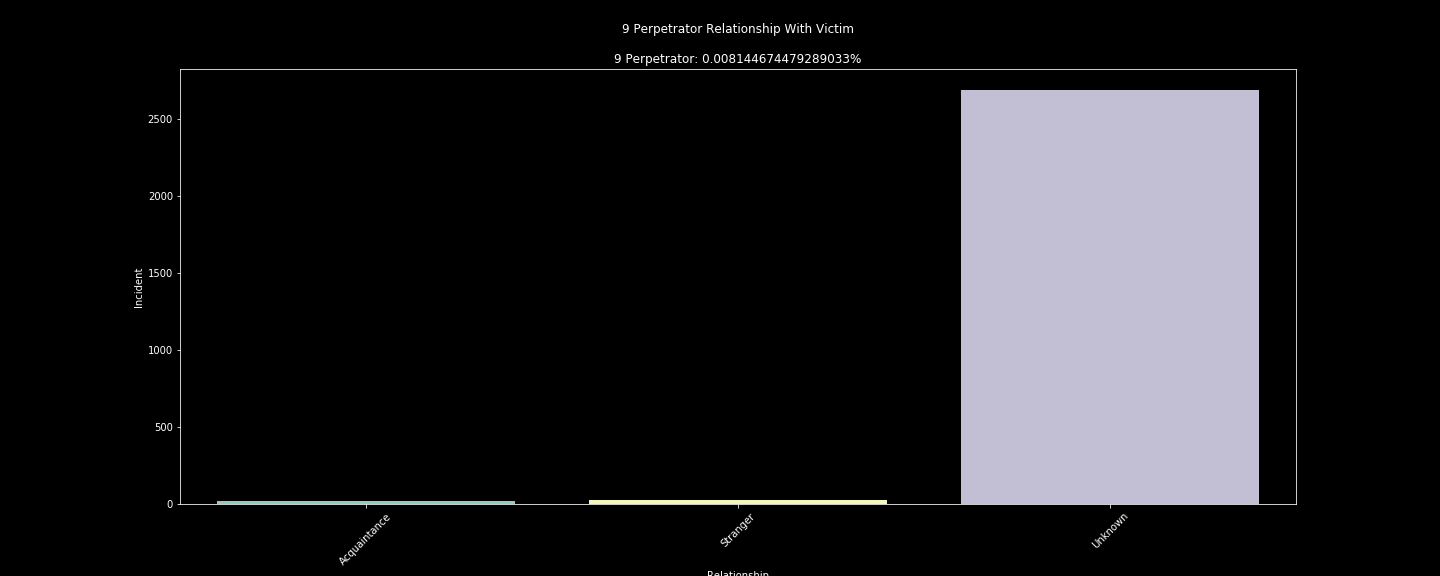 9 Perpetrator Relationship With Victim
9 Perpetrator: 0.008144674479289033%
2500
2000
1500
1000
500
0
Incident
Acquaintance
Stranger
Unknown
Relationship